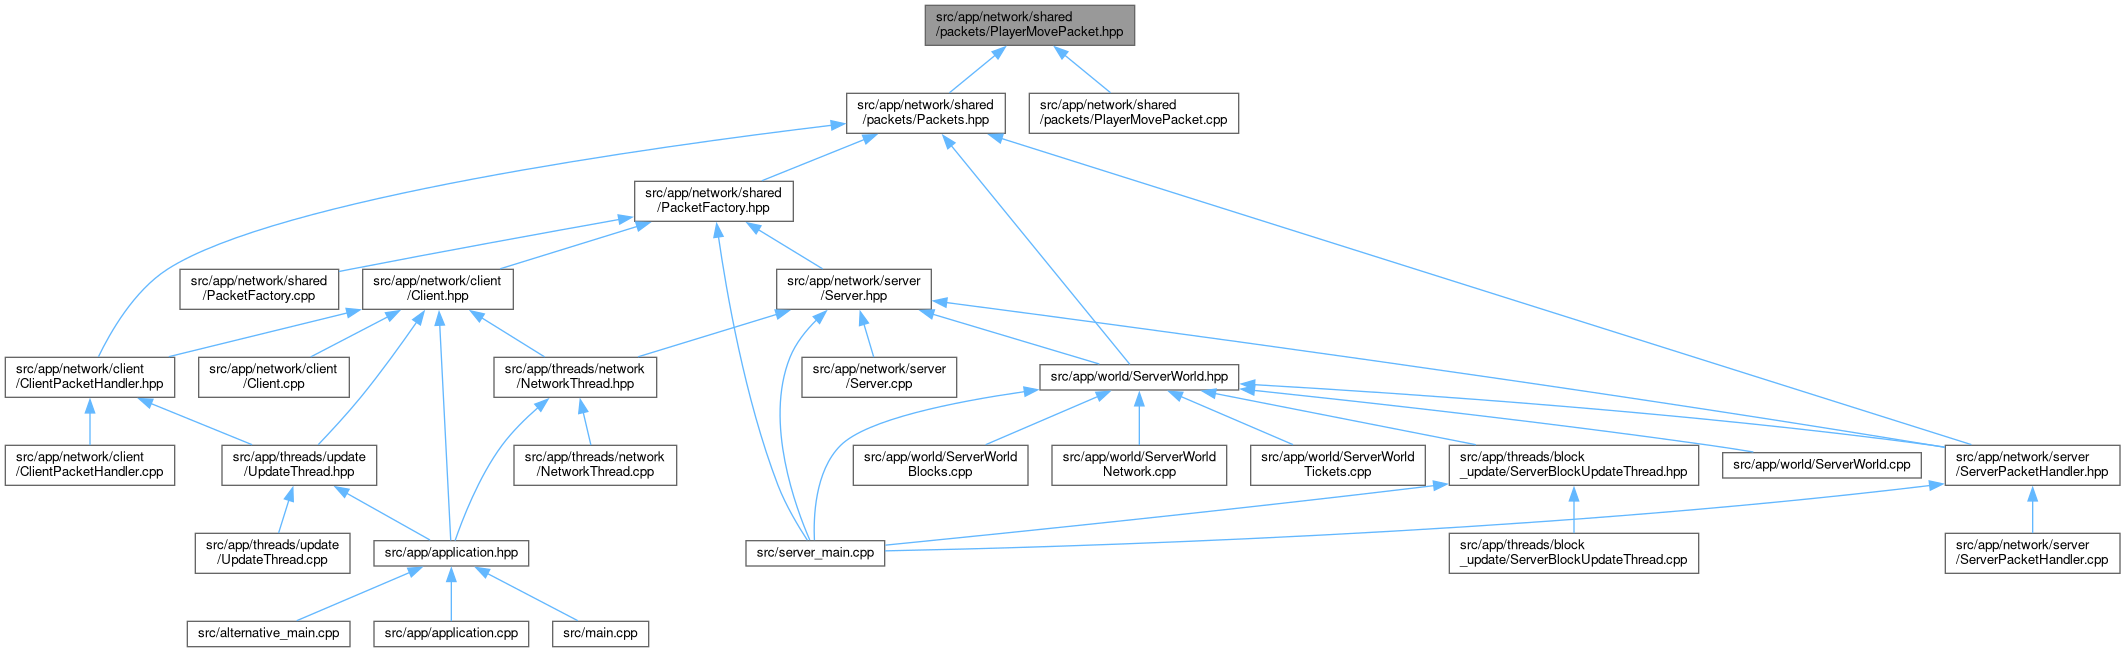 src/app/network/shared
/packets/PlayerMovePacket.hpp
src/app/network/shared
/packets/Packets.hpp
src/app/network/shared
/packets/PlayerMovePacket.cpp
src/app/network/shared
/PacketFactory.hpp
src/app/network/shared
/PacketFactory.cpp
src/app/network/client
/Client.hpp
src/app/network/server
/Server.hpp
src/app/network/client
/ClientPacketHandler.hpp
src/app/network/client
/Client.cpp
src/app/threads/network
/NetworkThread.hpp
src/app/network/server
/Server.cpp
src/app/world/ServerWorld.hpp
src/app/network/client
/ClientPacketHandler.cpp
src/app/threads/update
/UpdateThread.hpp
src/app/threads/network
/NetworkThread.cpp
src/app/world/ServerWorld
Blocks.cpp
src/app/world/ServerWorld
Network.cpp
src/app/world/ServerWorld
Tickets.cpp
src/app/threads/block
_update/ServerBlockUpdateThread.hpp
src/app/world/ServerWorld.cpp
src/app/network/server
/ServerPacketHandler.hpp
src/app/threads/update
/UpdateThread.cpp
src/app/application.hpp
src/server_main.cpp
src/app/threads/block
_update/ServerBlockUpdateThread.cpp
src/app/network/server
/ServerPacketHandler.cpp
src/alternative_main.cpp
src/app/application.cpp
src/main.cpp